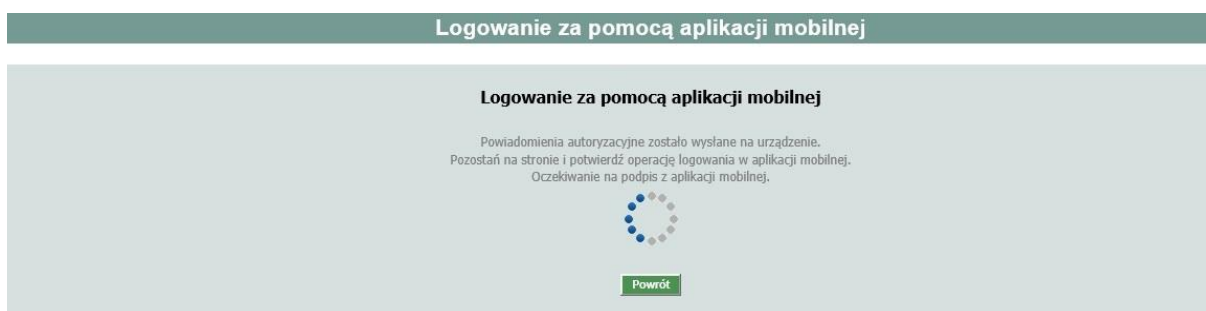 Logowanie za pomocą aplikacji mobilnej
Logowanie za pomocą aplikacji mobilnej
Powiadomienia autoryzacyjne zostało wysłane na urządzenie.
Pozostań na stronie i potwierdź operację logowania w aplikacji mobilnej.
Oczekiwanie na podpis z aplikacji mobilnej.
Powrót